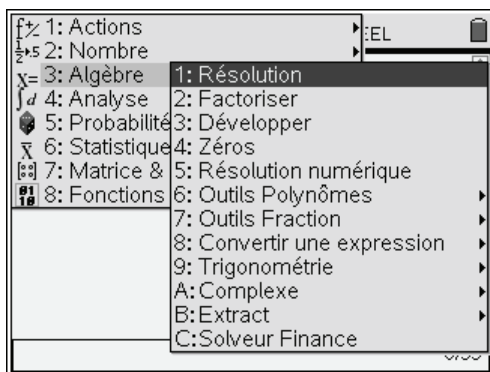 1: Actions
EEL
2: Nombre
3: Algèbre
1: Résolution
4: Analyse
2: Factoriser
5: Probabilité
3: Développer
6: Statistique
4: Zéros
7: Matrice &
5: Résolution numérique
8: Fonctions
6: Outils Polynômes
7: Outils Fraction
8: Convertir une expression
9: Trigonométrie
A: Complexe
B: Extract
C: Solveur Finance